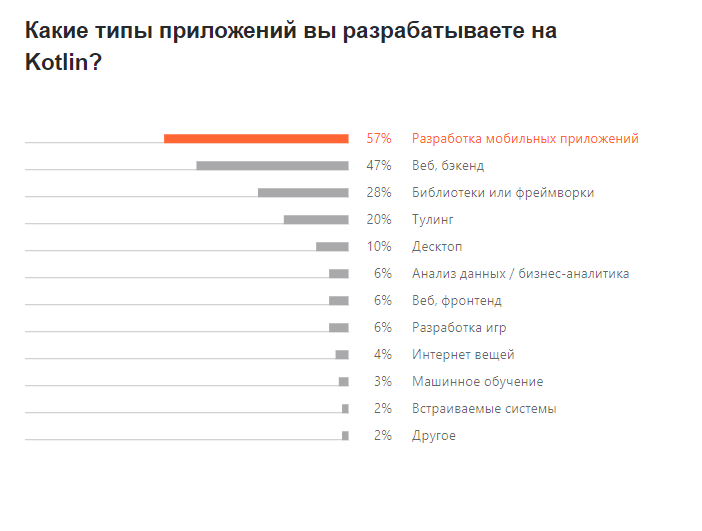 Какие типы приложений вы разрабатываете на
Kotlin?
57% Разработка мобильных приложений
47% Веб, бэкенд
28% Библиотеки или фреймворки
20% Тулинг
10% Десктоп
6% Анализ данных / бизнес-аналитика
6% Веб, фронтенд
6% Разработка игр
4% Интернет вещей
3% Машинное обучение
2% Встраиваемые системы
2% Другое